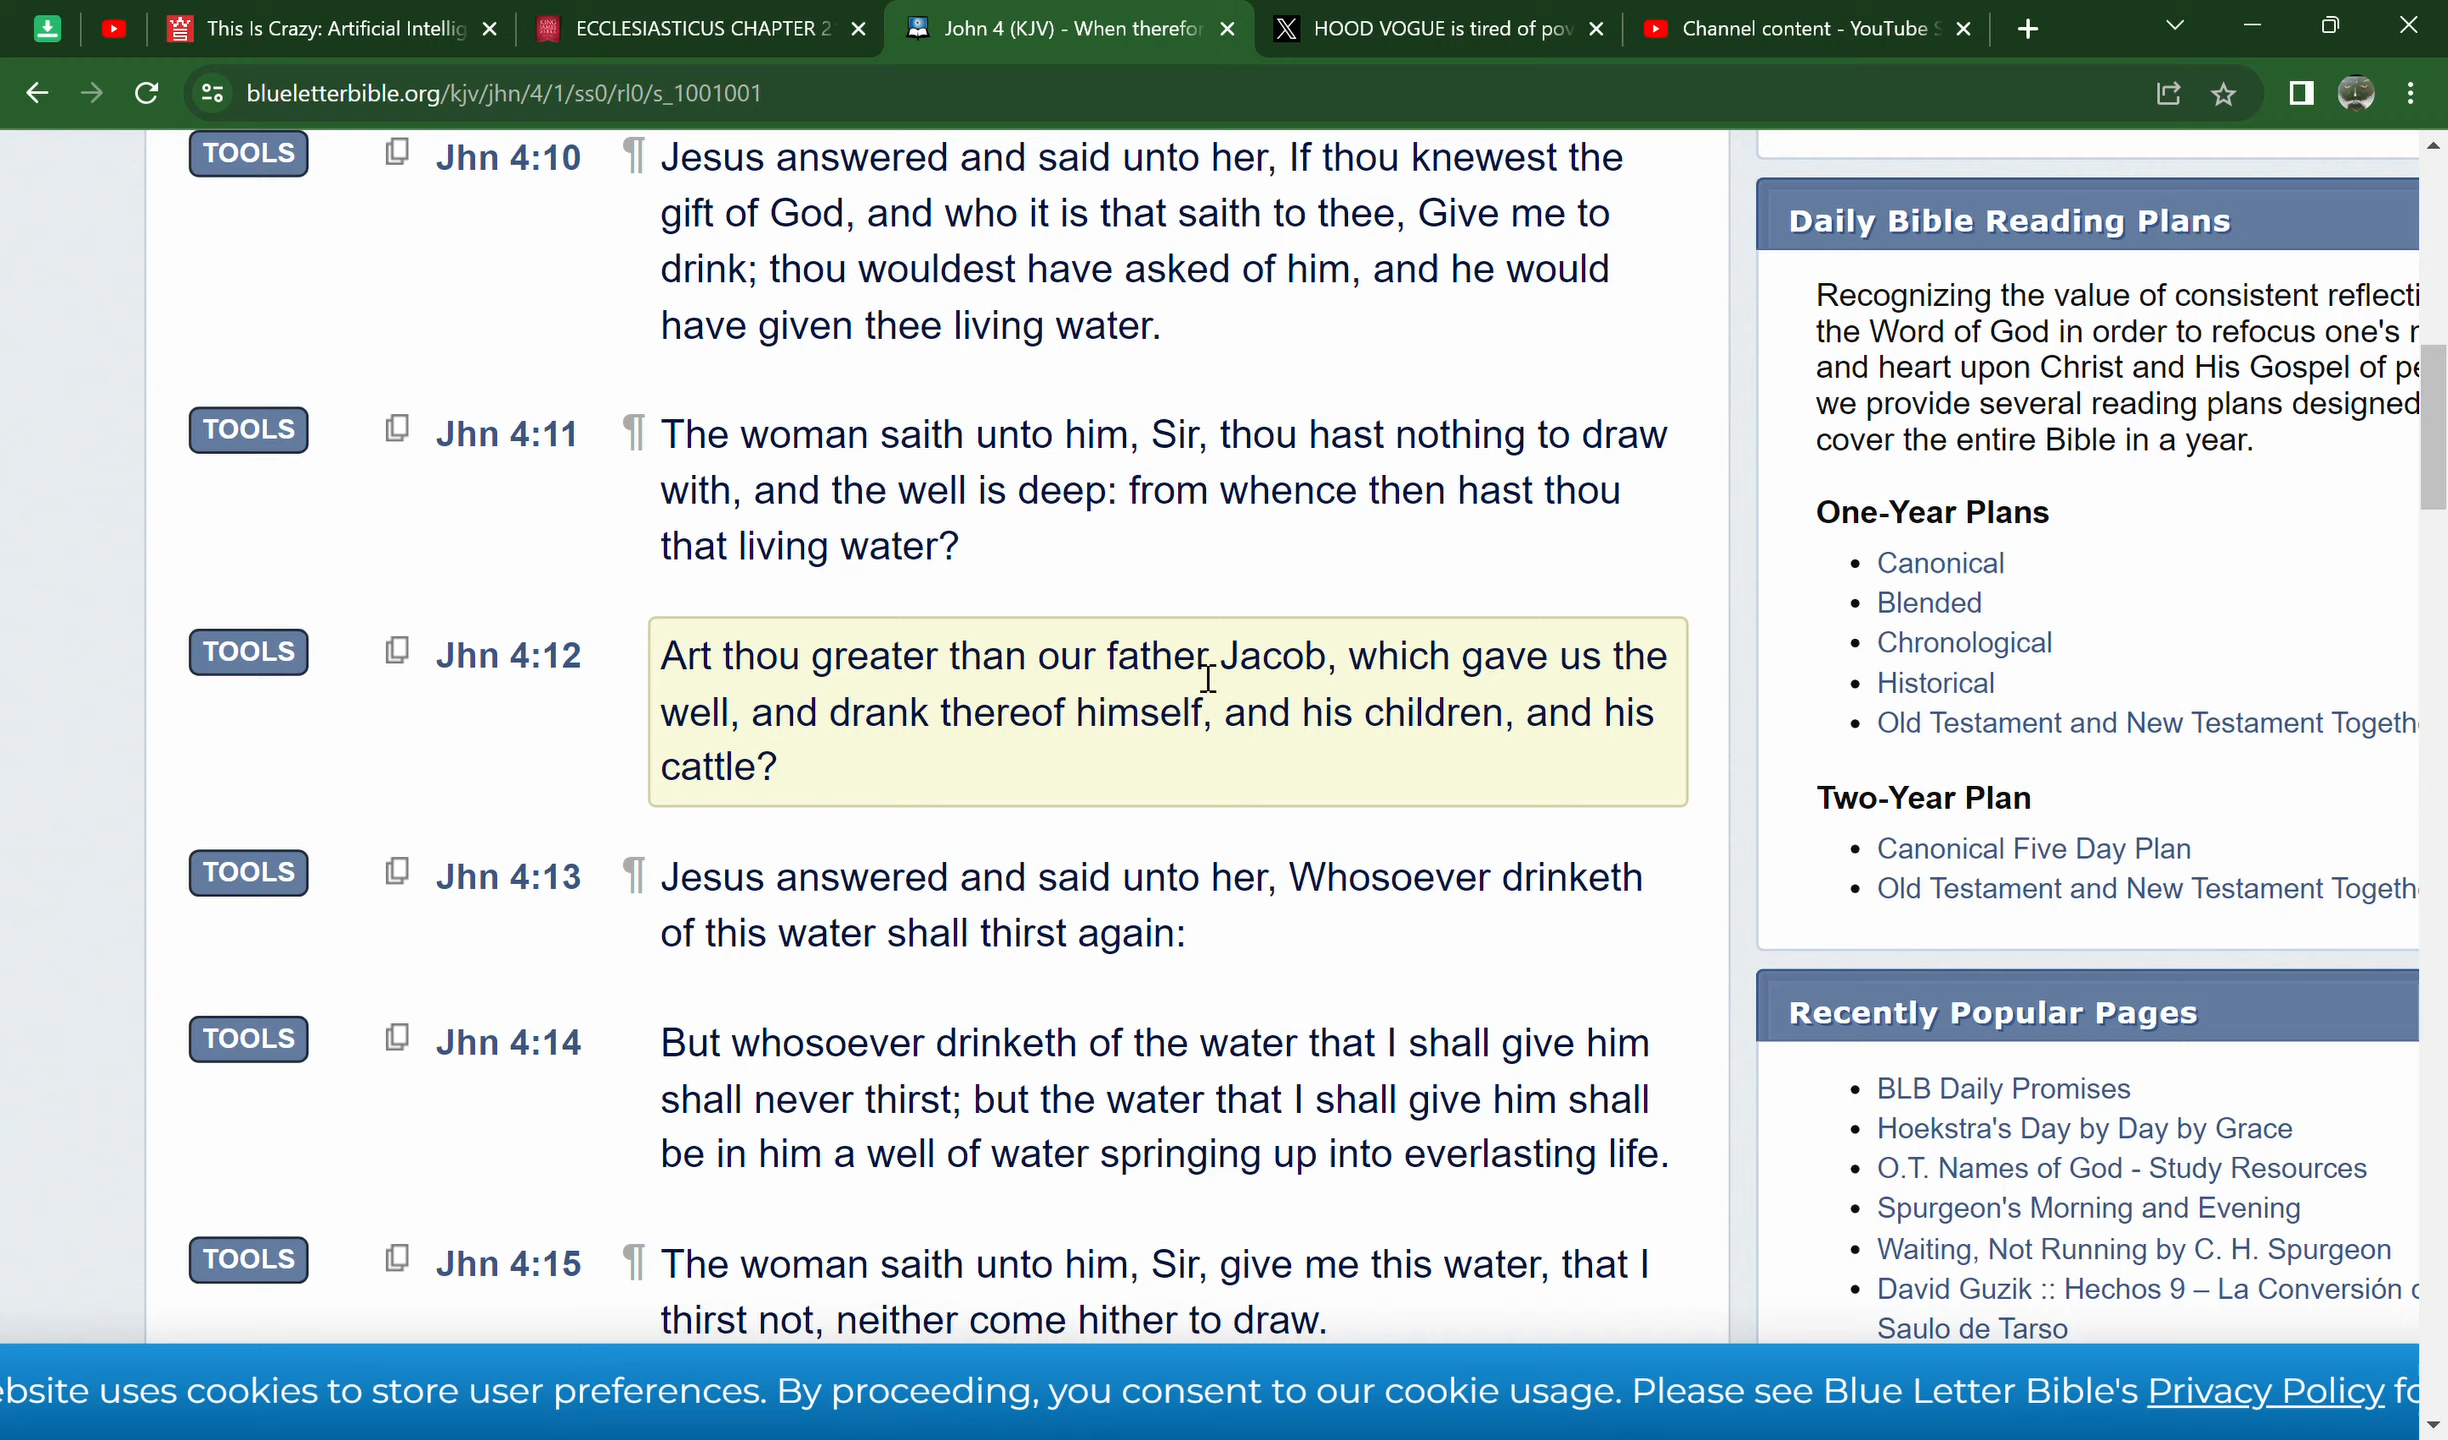 This Is Crazy: Artificial Intellig
ECCLESIASTICUS CHAPTER 2
John 4 (KJV) - When therefor
HOOD VOGUE is tired of pov
Channel content - YouTube S
blueletterbible.org/kjv/jhn/4/1/ss0/rl0/s_1001001
TOOLS Jhn 4:10 ¶ Jesus answered and said unto her, If thou knewest the
gift of God, and who it is that saith to thee, Give me to
drink; thou wouldest have asked of him, and he would
have given thee living water.
TOOLS Jhn 4:11 ¶ The woman saith unto him, Sir, thou hast nothing to draw
with, and the well is deep: from whence then hast thou
that living water?
TOOLS Jhn 4:12 Art thou greater than our father Jacob, which gave us the
well, and drank thereof himself, and his children, and his
cattle?
TOOLS Jhn 4:13 ¶ Jesus answered and said unto her, Whosoever drinketh
of this water shall thirst again:
TOOLS Jhn 4:14 But whosoever drinketh of the water that I shall give him
shall never thirst; but the water that I shall give him shall
be in him a well of water springing up into everlasting life.
TOOLS Jhn 4:15 ¶ The woman saith unto him, Sir, give me this water, that I
thirst not, neither come hither to draw.
Daily Bible Reading Plans
Recognizing the value of consistent reflecti
the Word of God in order to refocus one's
and heart upon Christ and His Gospel of pe
we provide several reading plans designed
cover the entire Bible in a year.
One-Year Plans
• Canonical
• Blended
• Chronological
• Historical
• Old Testament and New Testament Togeth
Two-Year Plan
• Canonical Five Day Plan
• Old Testament and New Testament Togeth
Recently Popular Pages
• BLB Daily Promises
• Hoekstra's Day by Day by Grace
• O.T. Names of God - Study Resources
• Spurgeon's Morning and Evening
• Waiting, Not Running by C. H. Spurgeon
• David Guzik :: Hechos 9 – La Conversión
Saulo de Tarso
ebsite uses cookies to store user preferences. By proceeding, you consent to our cookie usage. Please see Blue Letter Bible's Privacy Policy fo